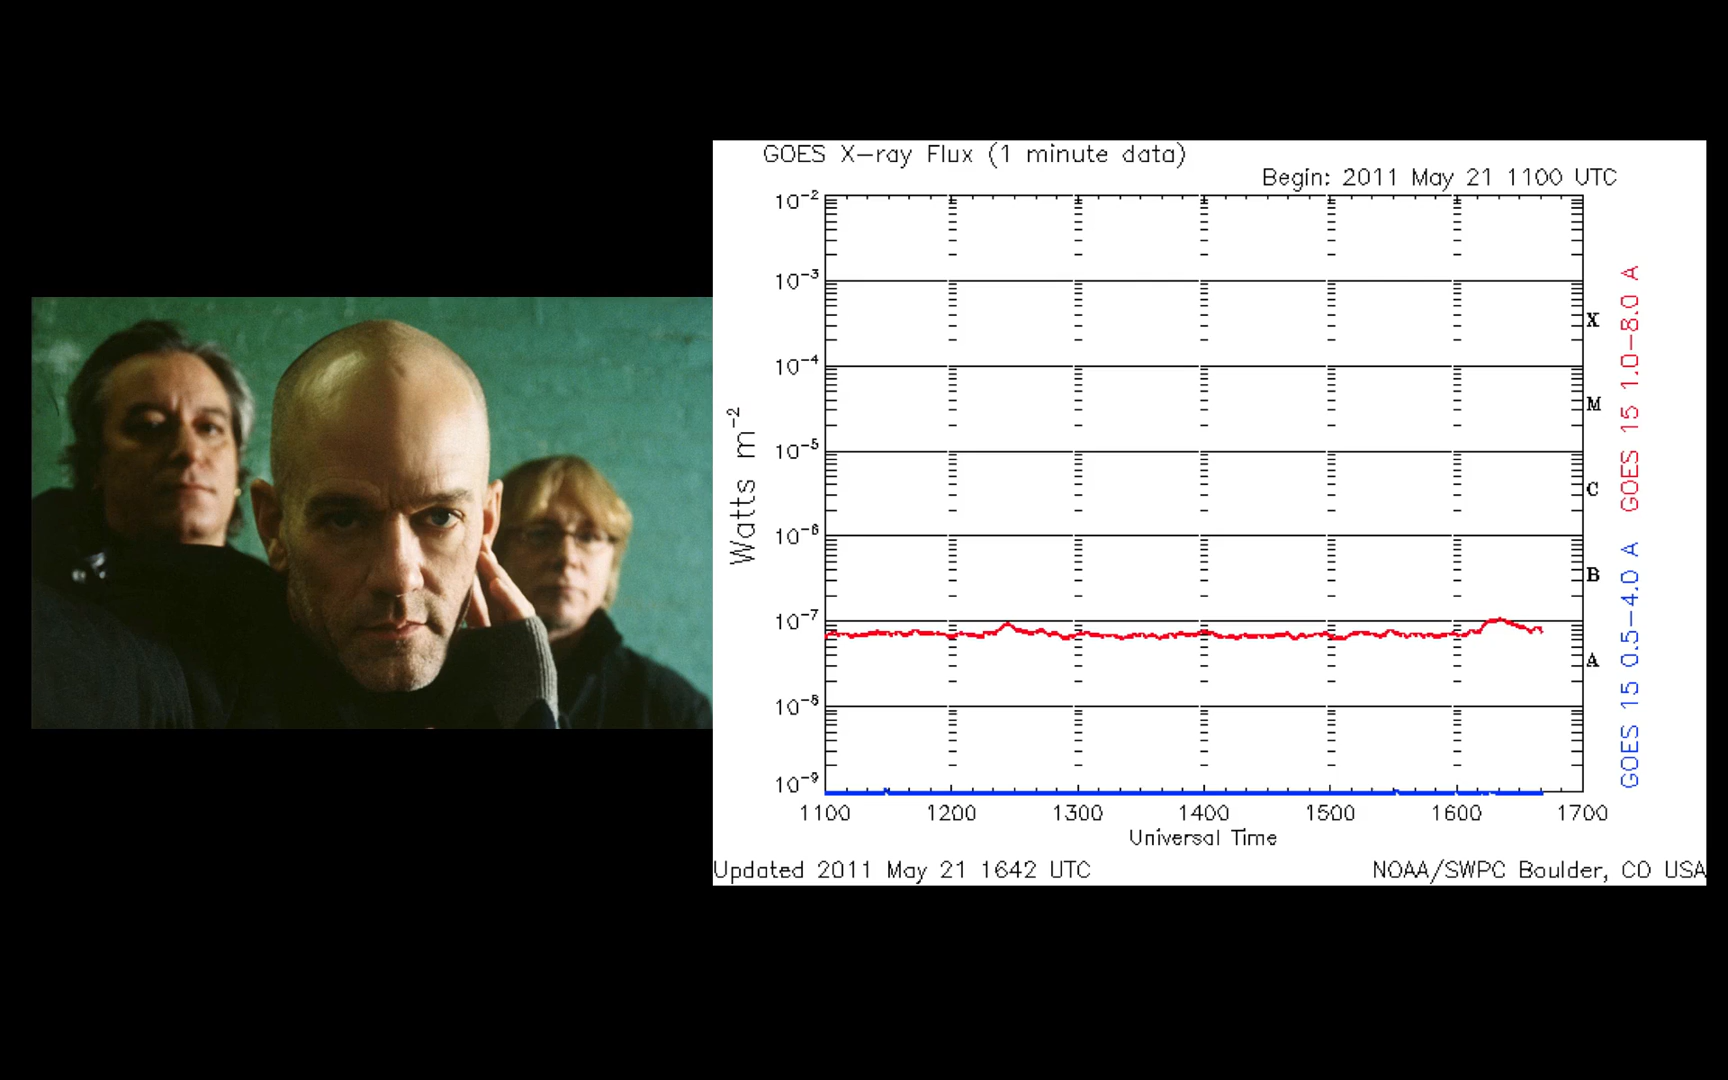 GOES X-ray Flux (1 minute data)
Begin: 2011 May 21 1100 UTC
10-2
10-3
10-4
10-5
10-6
10-7
10-8
10-9
Watts m-2
X
M
C
B
A
GOES 15 1.0-8.0 A
GOES 15 0.5-4.0 A
1100 1200 1300 1400 1500 1600 1700
Universal Time
Updated 2011 May 21 1642 UTC
NOAA/SWPC Boulder, CO USA